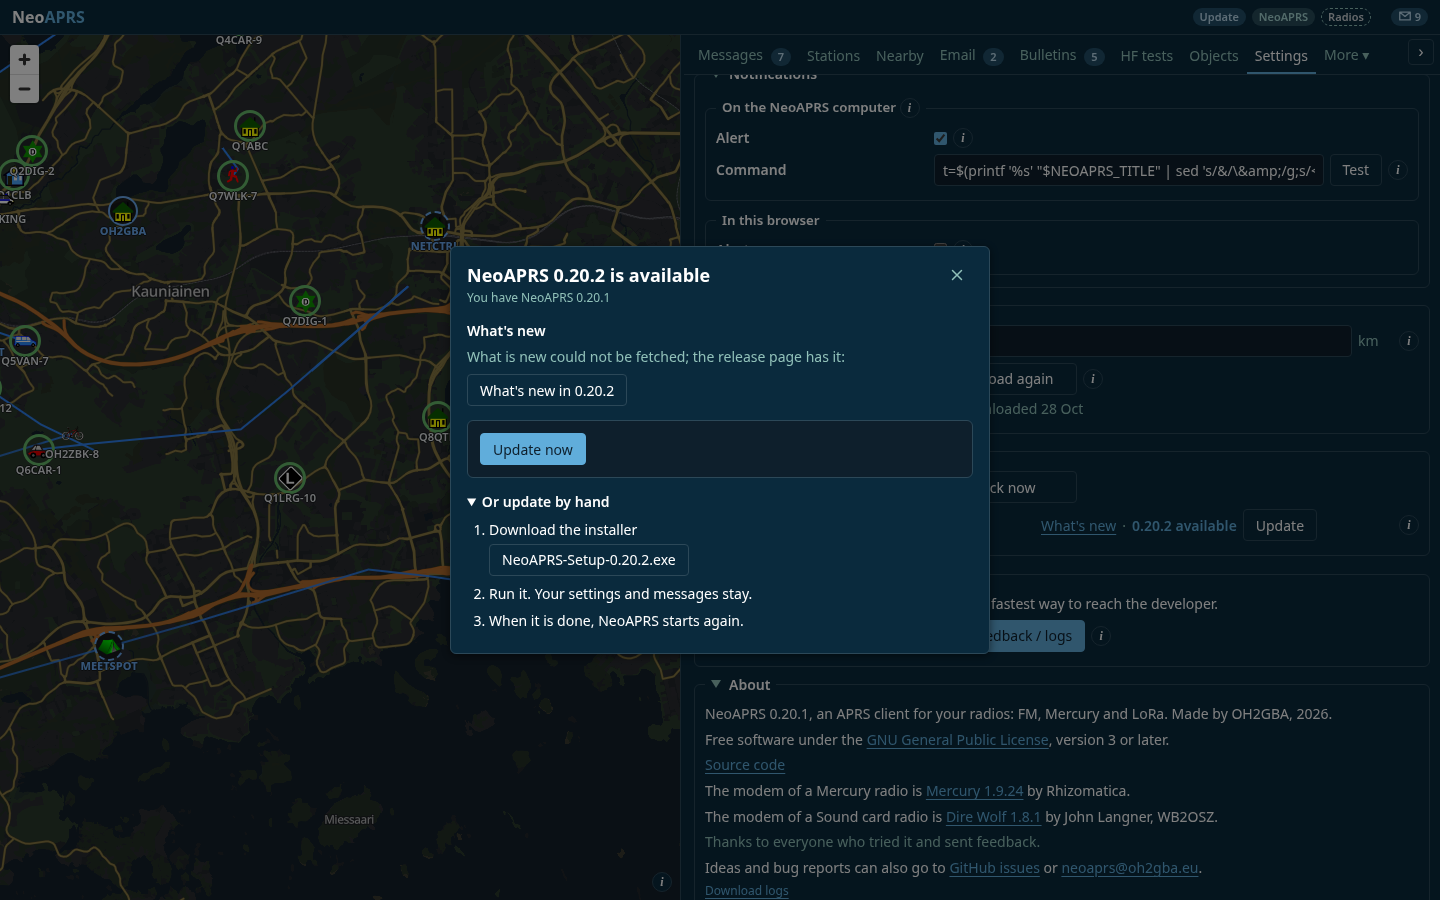 NeoAPRS
Update
NeoAPRS
Radios
9
Messages 7
Stations
Nearby
Email 2
Bulletins 5
HF tests
Objects
Settings
More ▾
›
+
−
Q4CAR-9
Q1ABC
Q2DIG-2
Q7WLK-7
OH2GBA
NETCTRL
Kauniainen
Q7DIG-1
Q5VAN-7
12
OH2ZBK-8
Q6CAR-1
Q1LRG-10
MEETSPOT
Miessaari
i
Notifications
On the NeoAPRS computer i
Alert i
Command t=$(printf '%s' "$NEOAPRS_TITLE" | sed 's/&/\&amp;/g;s/< Test i
In this browser
km i
oad again i
loaded 28 Oct
ck now
What's new · 0.20.2 available Update i
fastest way to reach the developer.
edback / logs i
NeoAPRS 0.20.2 is available
You have NeoAPRS 0.20.1
What's new
What is new could not be fetched; the release page has it:
What's new in 0.20.2
Update now
▼ Or update by hand
1. Download the installer
NeoAPRS-Setup-0.20.2.exe
2. Run it. Your settings and messages stay.
3. When it is done, NeoAPRS starts again.
▼ About
NeoAPRS 0.20.1, an APRS client for your radios: FM, Mercury and LoRa. Made by OH2GBA, 2026.
Free software under the GNU General Public License, version 3 or later.
Source code
The modem of a Mercury radio is Mercury 1.9.24 by Rhizomatica.
The modem of a Sound card radio is Dire Wolf 1.8.1 by John Langner, WB2OSZ.
Thanks to everyone who tried it and sent feedback.
Ideas and bug reports can also go to GitHub issues or neoaprs@oh2gba.eu.
Download logs